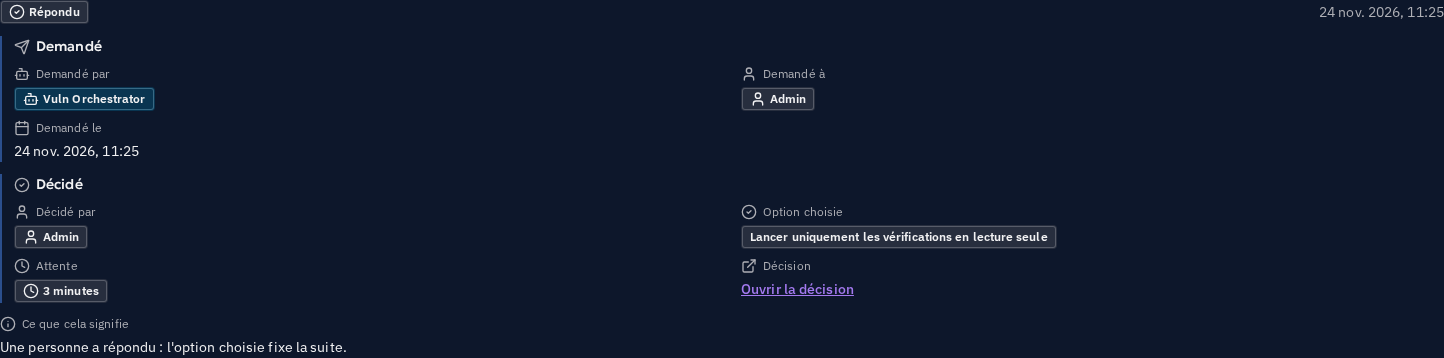 Répondu
24 nov. 2026, 11:25
Demandé
Demandé par
Demandé à
Vuln Orchestrator
Admin
Demandé le
24 nov. 2026, 11:25
Décidé
Décidé par
Option choisie
Admin
Lancer uniquement les vérifications en lecture seule
Attente
Décision
3 minutes
Ouvrir la décision
Ce que cela signifie
Une personne a répondu : l'option choisie fixe la suite.